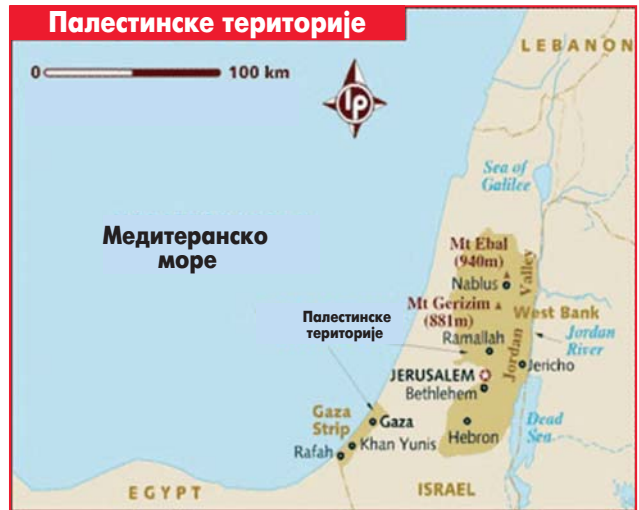 Палестинске територије
LEBANON
0 100 km
lp
Sea of
Galilee
Медитеранско
море
Mt Ebal
(940m)
Nablus
Valley
Mt Gerizim
(881m)
West Bank
Палестинске
територије
Ramallah
Jordan
Jordan
River
JERUSALEM
Jericho
Bethlehem
Gaza
Strip
Gaza
Hebron
Dead
Sea
Khan Yunis
Rafah
EGYPT
ISRAEL